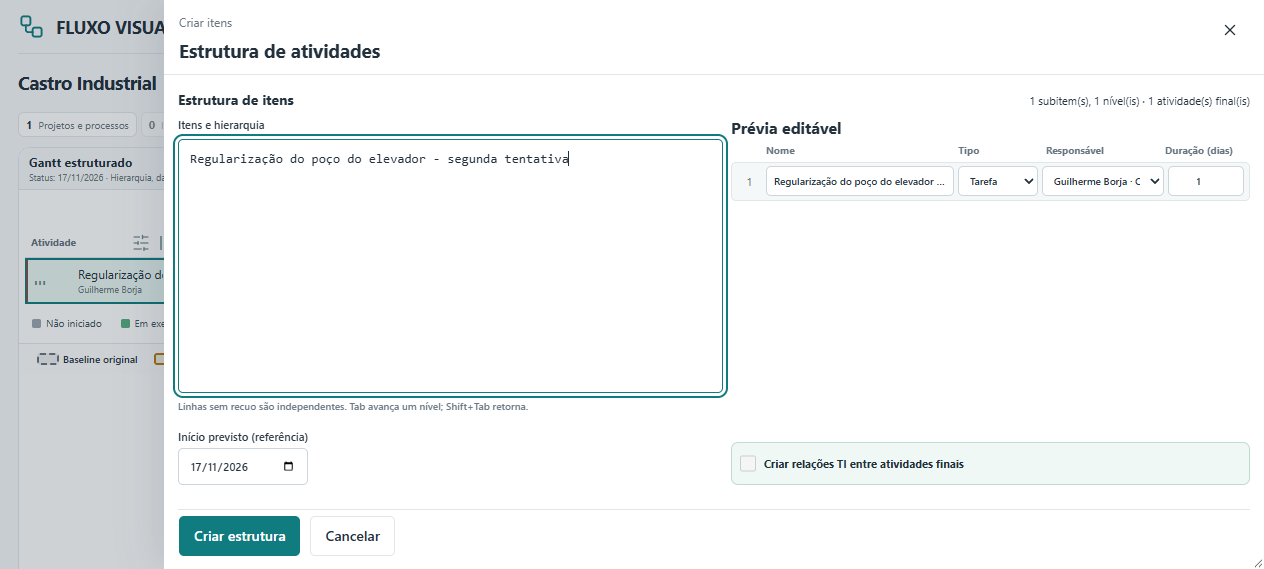 FLUXO VISUA
Castro Industrial
1 Projetos e processos
0
Gantt estruturado
Status: 17/11/2026 · Hierarquia, da
Atividade
Regularização d
Guilherme Borja
Não iniciado
Em exe
Baseline original
Criar itens
Estrutura de atividades
Estrutura de itens
1 subitem(s), 1 nível(is) · 1 atividade(s) final(is)
Itens e hierarquia
Regularização do poço do elevador - segunda tentativa
Linhas sem recuo são independentes. Tab avança um nível; Shift+Tab retorna.
Prévia editável
Nome Tipo Responsável Duração (dias)
1 Regularização do poço do elevador ... Tarefa Guilherme Borja · C 1
Início previsto (referência)
17/11/2026
Criar relações TI entre atividades finais
Criar estrutura
Cancelar